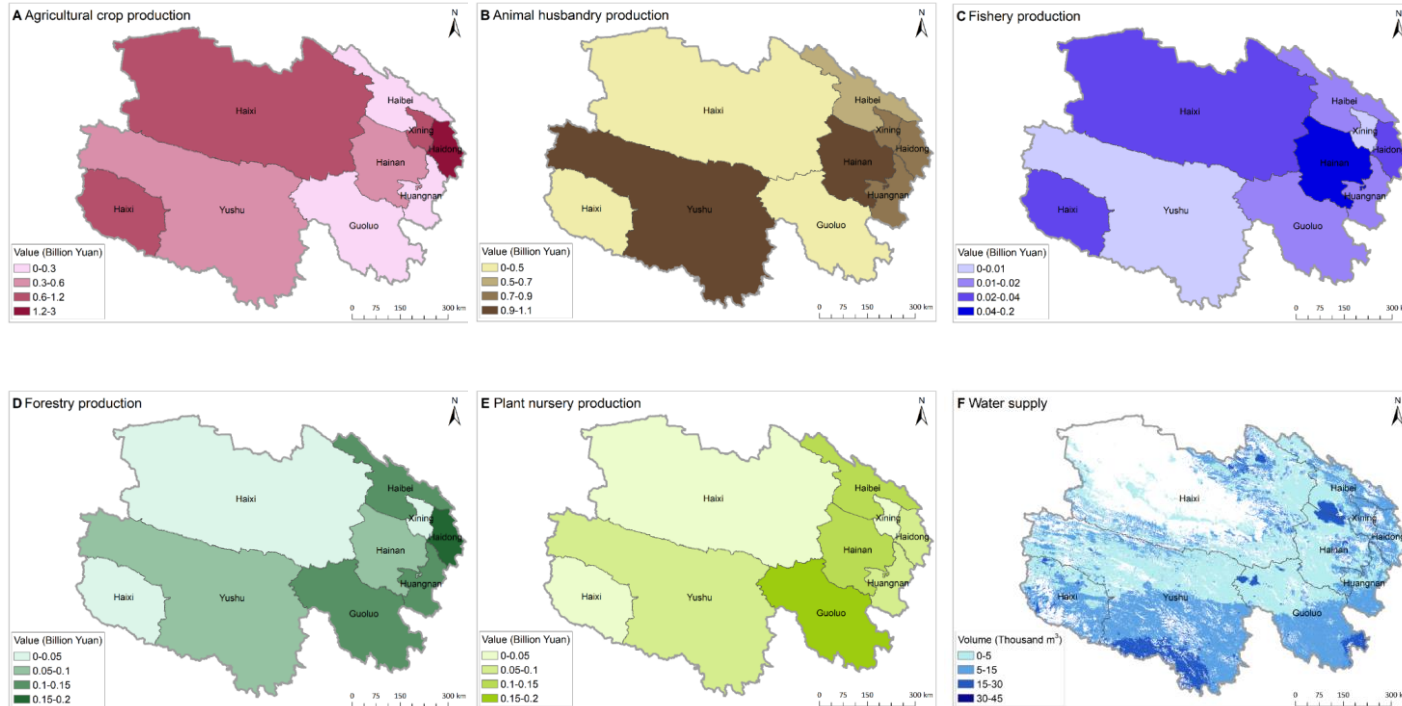 A Agricultural crop production
N
Haixi
Haibei
Xining
Haidong
Hainan
Huangnan
Haixi
Yushu
Guoluo
Value (Billion Yuan)
0-0.3
0.3-0.6
0.6-1.2
1.2-3
0 75 150 300 km
B Animal husbandry production
N
Haixi
Haibei
Xining
Haidong
Hainan
Huangnan
Haixi
Yushu
Guoluo
Value (Billion Yuan)
0-0.5
0.5-0.7
0.7-0.9
0.9-1.1
0 75 150 300 km
C Fishery production
N
Haixi
Haibei
Xining
Haidong
Hainan
Huangnan
Haixi
Yushu
Guoluo
Value (Billion Yuan)
0-0.01
0.01-0.02
0.02-0.04
0.04-0.2
0 75 150 300 km
D Forestry production
N
Haixi
Haibei
Xining
Haidong
Hainan
Huangnan
Haixi
Yushu
Guoluo
Value (Billion Yuan)
0-0.05
0.05-0.1
0.1-0.15
0.15-0.2
0 75 150 300 km
E Plant nursery production
N
Haixi
Haibei
Xining
Haidong
Hainan
Huangnan
Haixi
Yushu
Guoluo
Value (Billion Yuan)
0-0.05
0.05-0.1
0.1-0.15
0.15-0.2
0 75 150 300 km
F Water supply
N
Haixi
Haibei
Xining
Haidong
Hainan
Huangnan
Haixi
Yushu
Guoluo
Volume (Thousand m³)
0-5
5-15
15-30
30-45
0 75 150 300 km